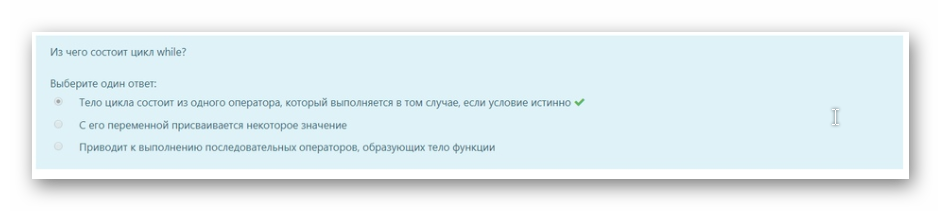 Из чего состоит цикл while?
Выберите один ответ:
Тело цикла состоит из одного оператора, который выполняется в том случае, если условие истинно
С его переменной присваивается некоторое значение
Приводит к выполнению последовательных операторов, образующих тело функции